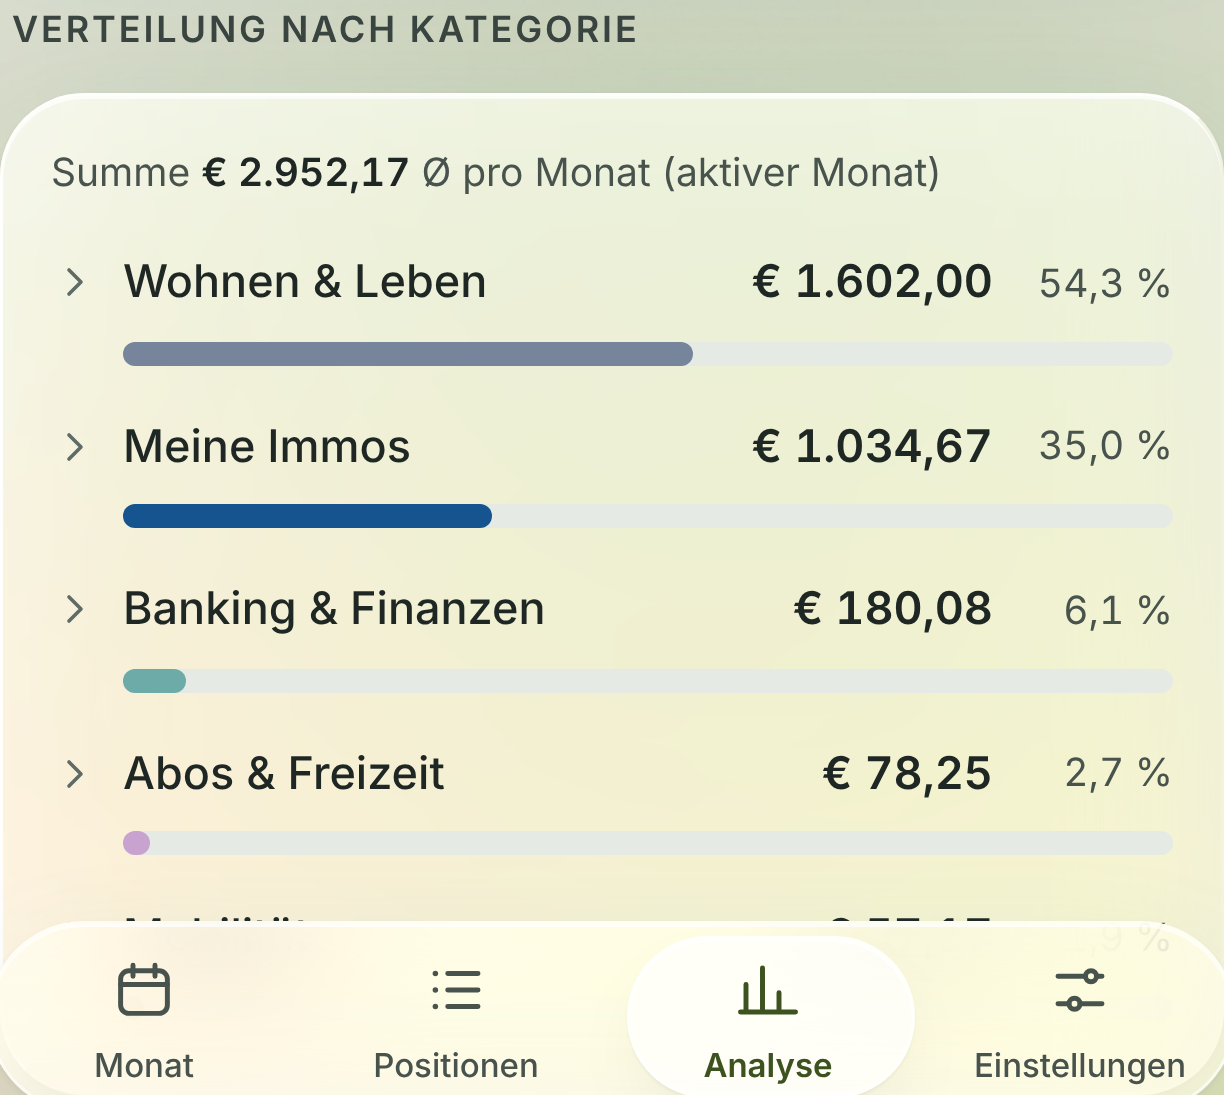 VERTEILUNG NACH KATEGORIE
Summe € 2.952,17 Ø pro Monat (aktiver Monat)
Wohnen & Leben € 1.602,00 54,3 %
Meine Immos € 1.034,67 35,0 %
Banking & Finanzen € 180,08 6,1 %
Abos & Freizeit € 78,25 2,7 %
Monat Positionen Analyse Einstellungen